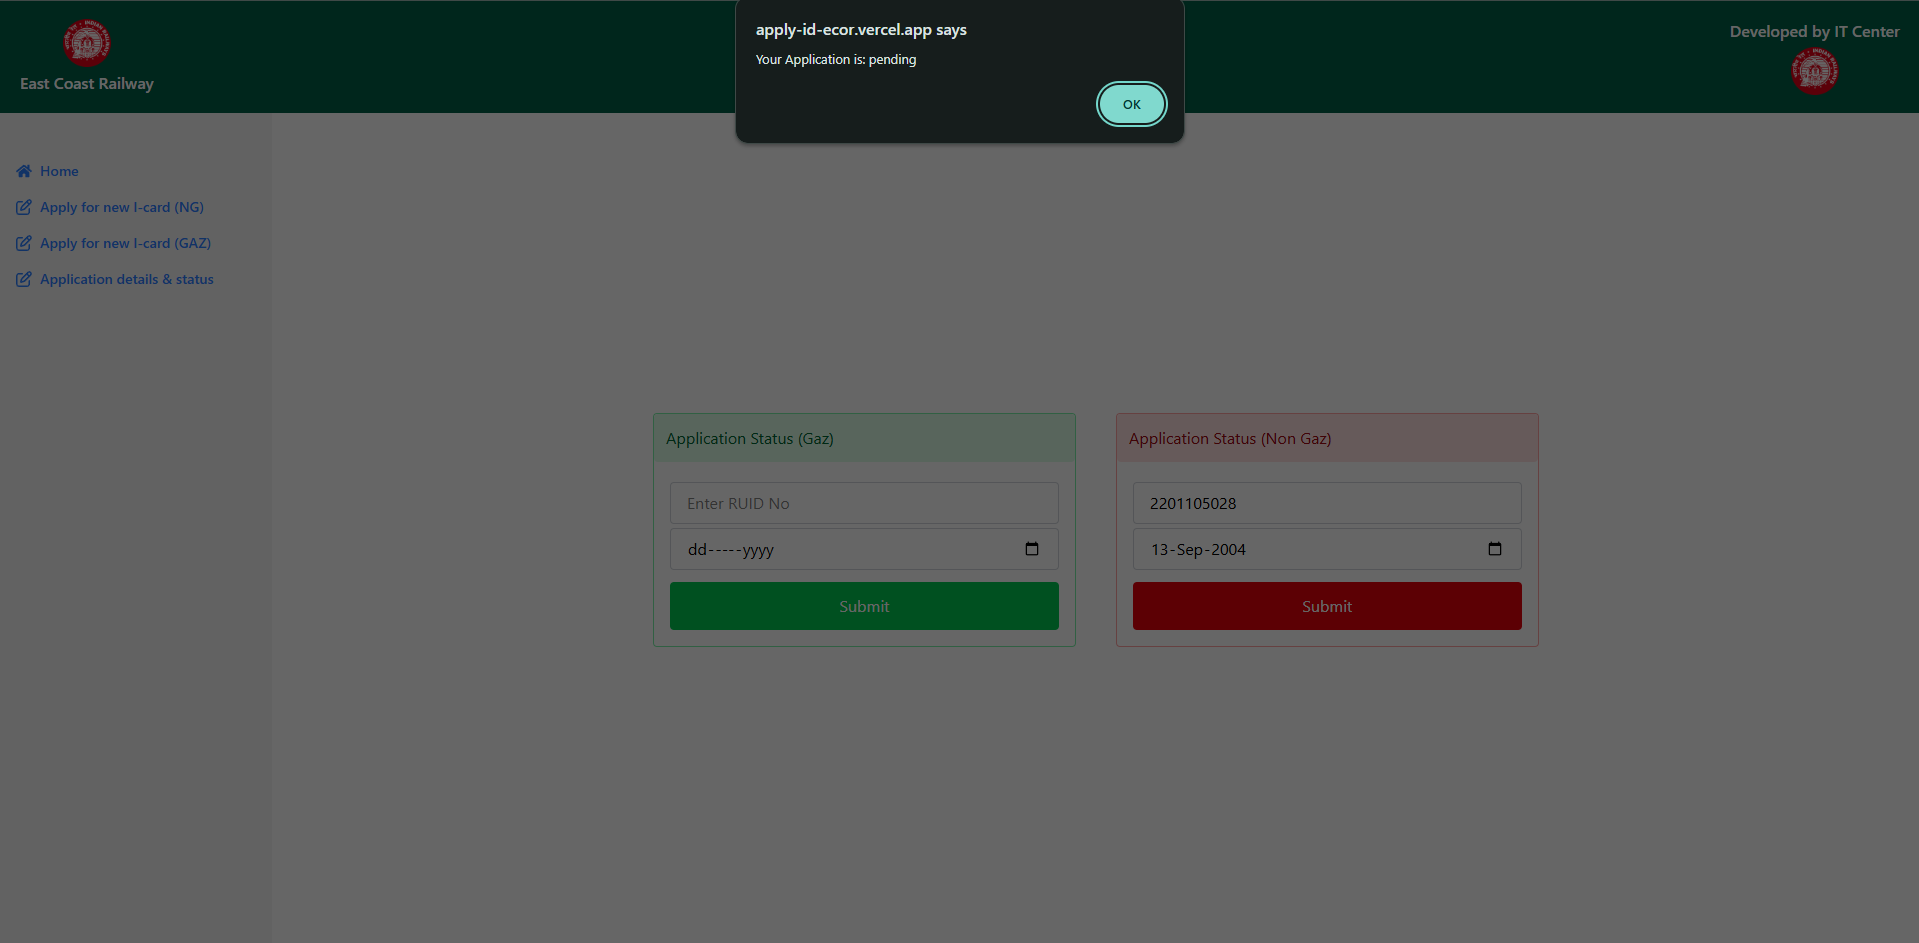 apply-id-ecor.vercel.app says
Your Application is: pending
OK
East Coast Railway
Developed by IT Center
Home
Apply for new I-card (NG)
Apply for new I-card (GAZ)
Application details & status
Application Status (Gaz)
Enter RUID No
dd-----yyyy
Submit
Application Status (Non Gaz)
2201105028
13-Sep-2004
Submit